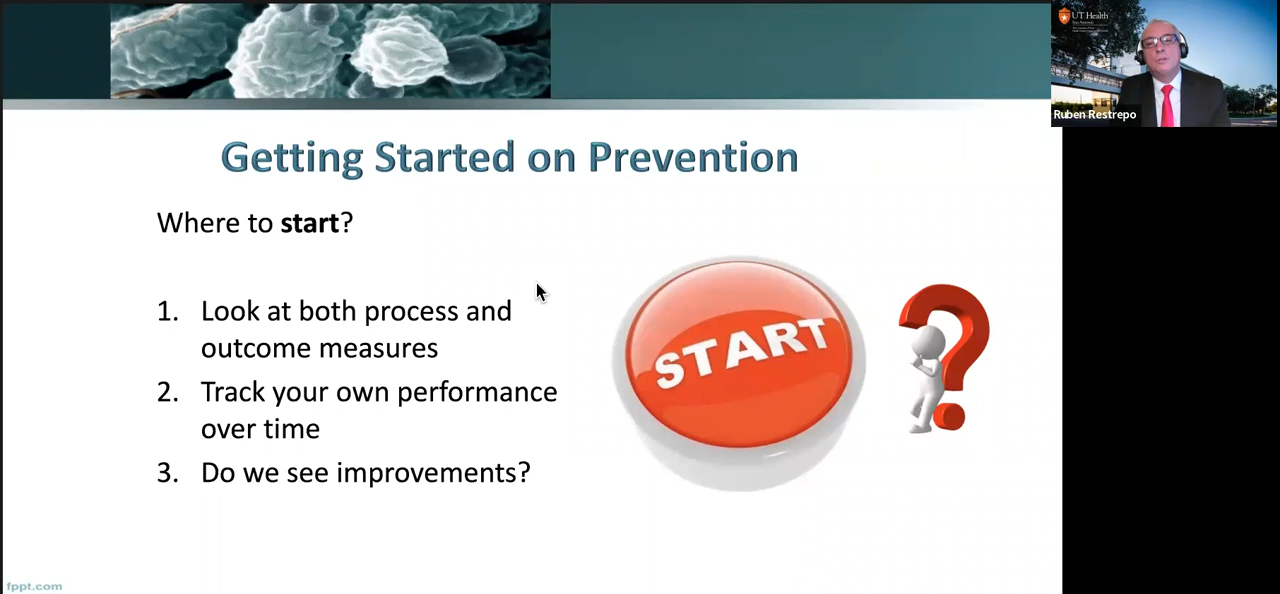 UT Health
San Antonio
Ruben Restrepo
Getting Started on Prevention
Where to start?
1. Look at both process and
outcome measures
2. Track your own performance
over time
3. Do we see improvements?
START
fppt.com